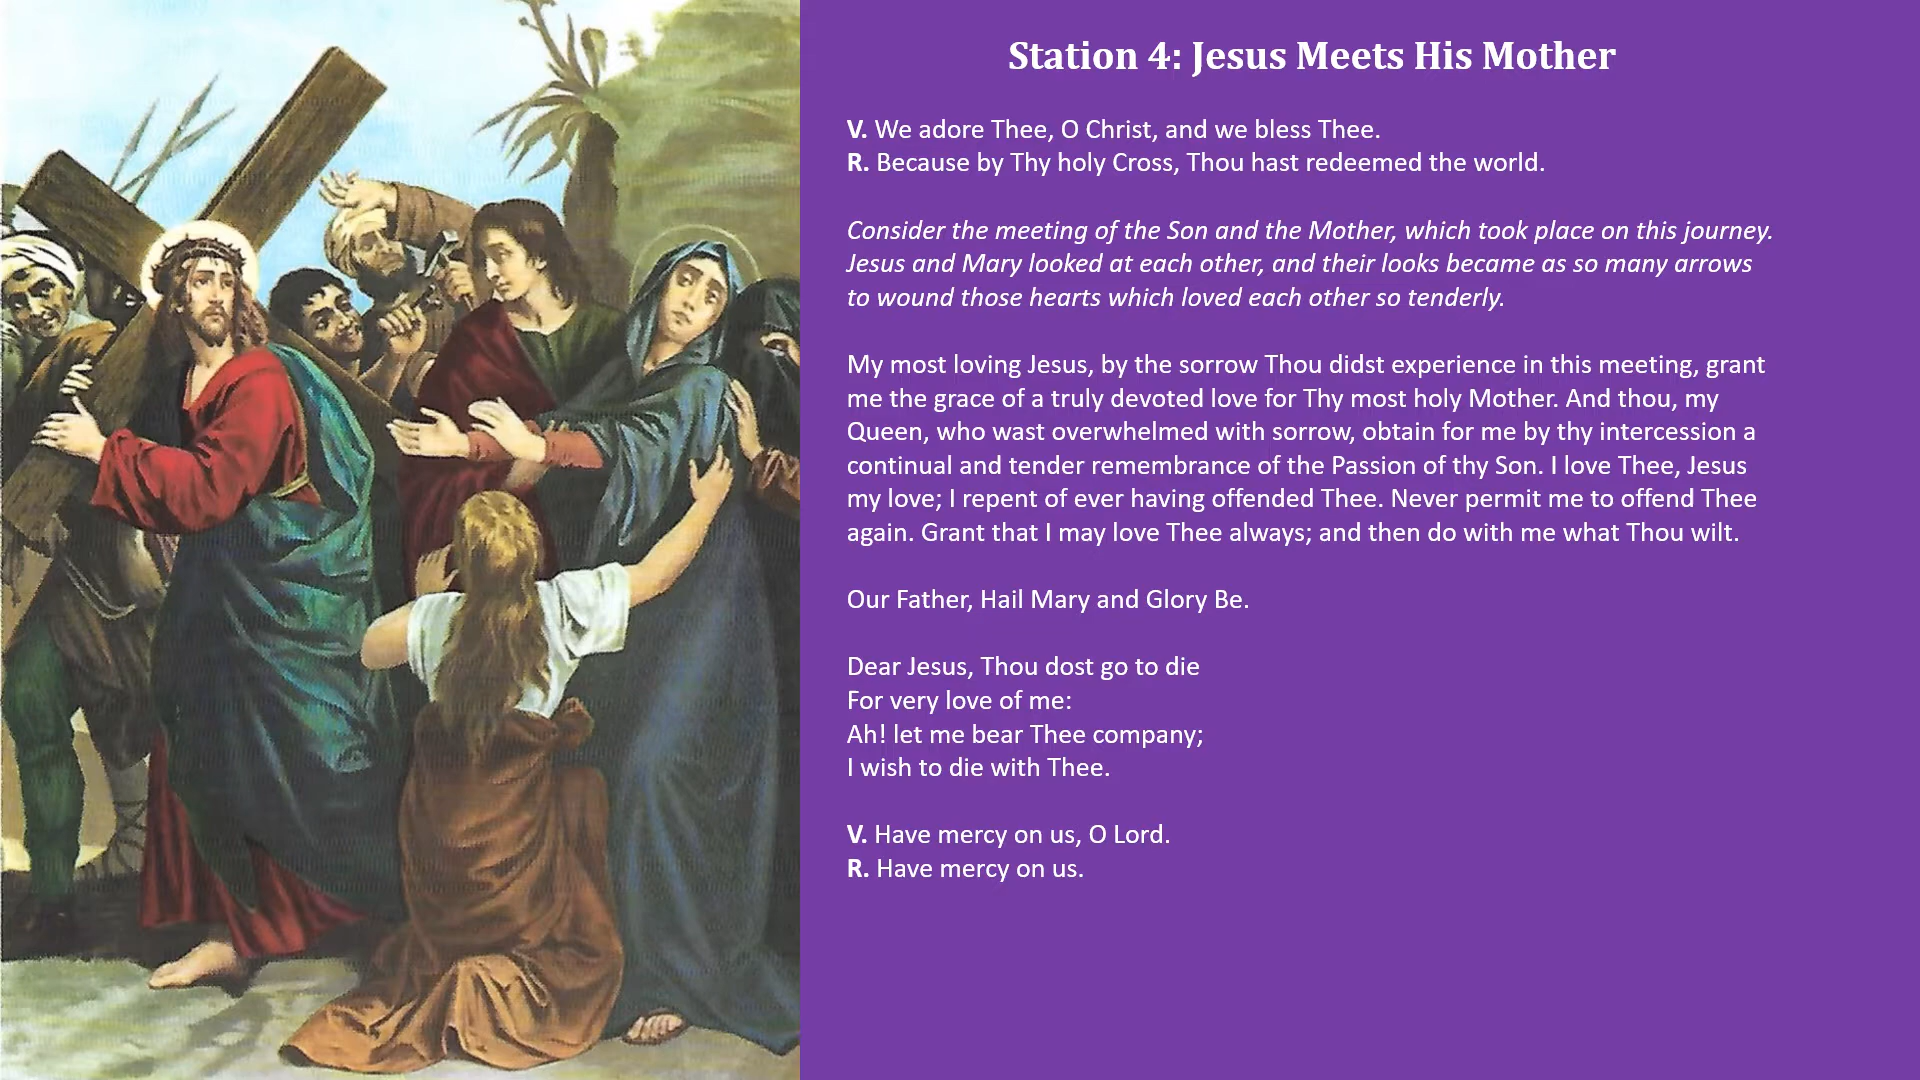 Station 4: Jesus Meets His Mother
V. We adore Thee, O Christ, and we bless Thee.
R. Because by Thy holy Cross, Thou hast redeemed the world.
Consider the meeting of the Son and the Mother, which took place on this journey.
Jesus and Mary looked at each other, and their looks became as so many arrows
to wound those hearts which loved each other so tenderly.
My most loving Jesus, by the sorrow Thou didst experience in this meeting, grant
me the grace of a truly devoted love for Thy most holy Mother. And thou, my
Queen, who wast overwhelmed with sorrow, obtain for me by thy intercession a
continual and tender remembrance of the Passion of thy Son. I love Thee, Jesus
my love; I repent of ever having offended Thee. Never permit me to offend Thee
again. Grant that I may love Thee always; and then do with me what Thou wilt.
Our Father, Hail Mary and Glory Be.
Dear Jesus, Thou dost go to die
For very love of me:
Ah! let me bear Thee company;
I wish to die with Thee.
V. Have mercy on us, O Lord.
R. Have mercy on us.